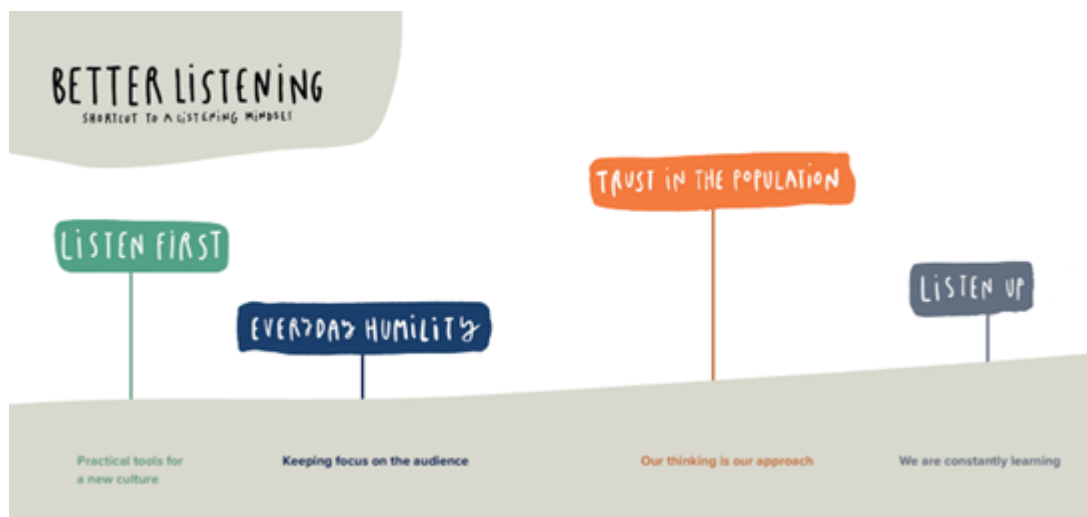 BETTER LISTENING
SHORTCUT TO A LISTENING MINDSET
LISTEN FIRST
EVERYDAY HUMILITY
TRUST IN THE POPULATION
LISTEN UP
Practical tools for
a new culture
Keeping focus on the audience
Our thinking is our approach
We are constantly learning